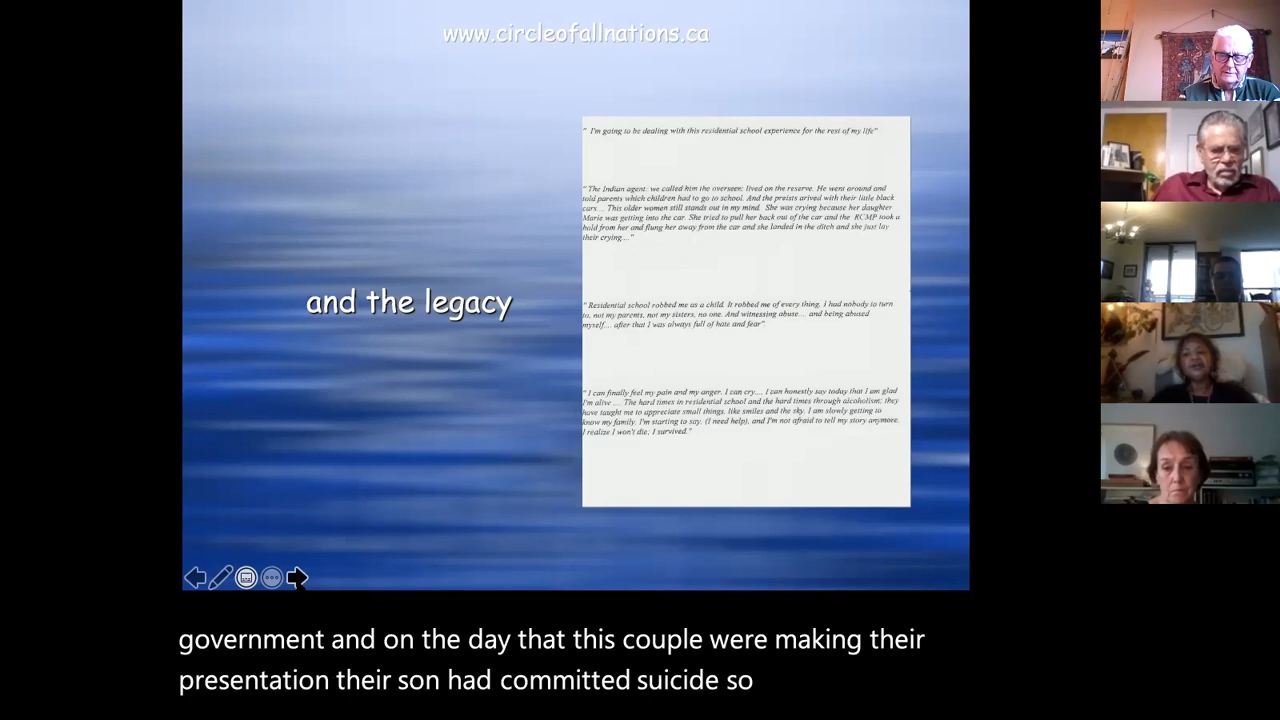 www.circleofallnations.ca
and the legacy
" I'm going to be dealing with this residential school experience for the rest of my life"
" The Indian agent: we called him the overseer; lived on the reserve. He went around and
told parents which children had to go to school. And the preists arived with their little black
cars.... This older women still stands out in my mind. She was crying because her daughter
Marie was getting into the car. She tried to pull her back out of the car and the RCMP took a
hold from her and flung her away from the car and she landed in the ditch and she just lay
their crying...."
" Residential school robbed me as a child. It robbed me of every thing, I had nobody to turn
to, not my parents, not my sisters, no one. And witnessing abuse.... and being abused
myself.... after that I was always full of hate and fear".
" I can finally feel my pain and my anger. I can cry.... I can honestly say today that I am glad
I'm alive .... The hard times in residential school and the hard times through alcoholism; they
have taught me to appreciate small things, like smiles and the sky. I am slowly getting to
know my family. I'm starting to say, (I need help), and I'm not afraid to tell my story anymore.
I realize I won't die; I survived."
government and on the day that this couple were making their
presentation their son had committed suicide so